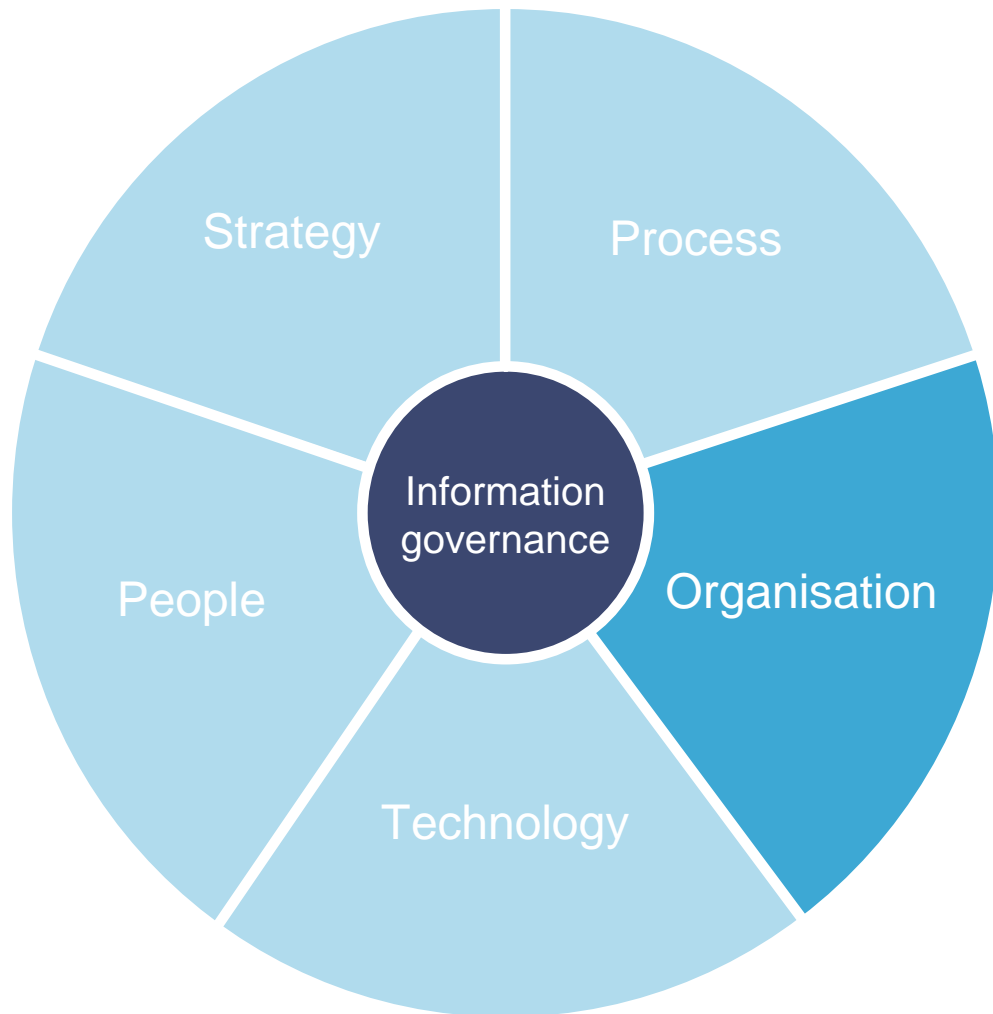 Strategy
Process
Information
governance
Organisation
People
Technology